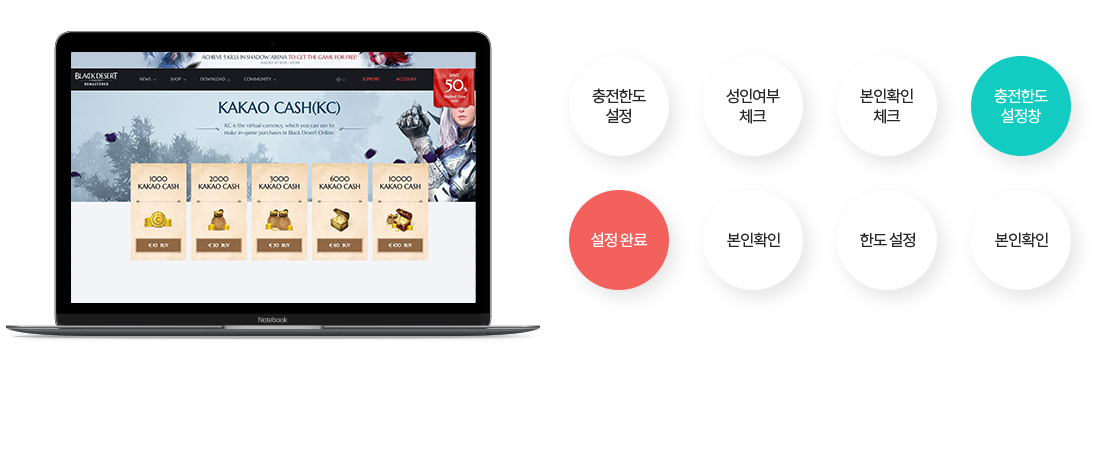 ACHIEVE 5 KILLS IN SHADOW ARENA TO GET THE GAME FOR FREE!
BLACK DESERT
REMASTERED
NEWS
SHOP
DOWNLOAD
COMMUNITY
SUPPORT
ACCOUNT
SAVE
50%
limited time
only
KAKAO CASH(KC)
KC is the virtual currency, which you can use to
make in-game purchases in Black Desert Online.
1000
KAKAO CASH
2000
KAKAO CASH
3000
KAKAO CASH
6000
KAKAO CASH
10000
KAKAO CASH
€10 BUY
€20 BUY
€30 BUY
€60 BUY
€100 BUY
Notebook
충전한도
설정
성인여부
체크
본인확인
체크
충전한도
설정창
설정 완료
본인확인
한도 설정
본인확인